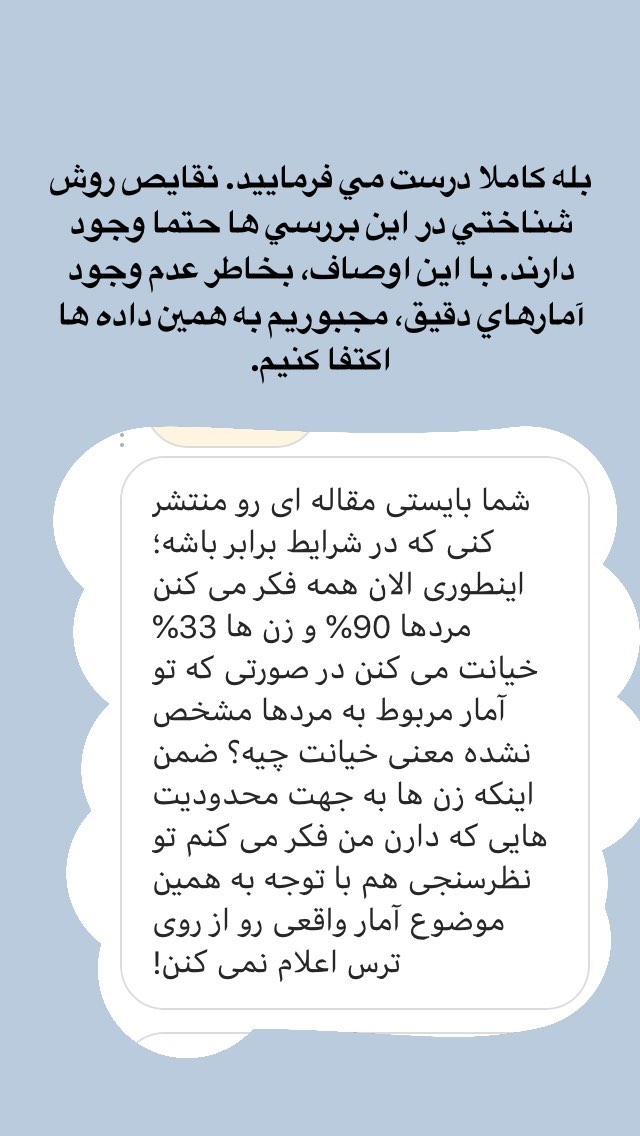 بله کاملا درست مي فرماييد. نقايص روش
شناختي در اين بررسي ها حتما وجود
دارند. با اين اوصاف، بخاطر عدم وجود
آمارهاي دقيق، مجبوريم به همين داده ها
اکتفا کنيم.
شما بایستی مقاله ای رو منتشر
کنی که در شرایط برابر باشه؛
اینطوری الان همه فکر می کنن
مردها 90% و زن ها 33%
خیانت می کنن در صورتی که تو
آمار مربوط به مردها مشخص
نشده معنی خیانت چیه؟ ضمن
اینکه زن ها به جهت محدودیت
هایی که دارن من فکر می کنم تو
نظرسنجی هم با توجه به همین
موضوع آمار واقعی رو از روی
ترس اعلام نمی کنن!